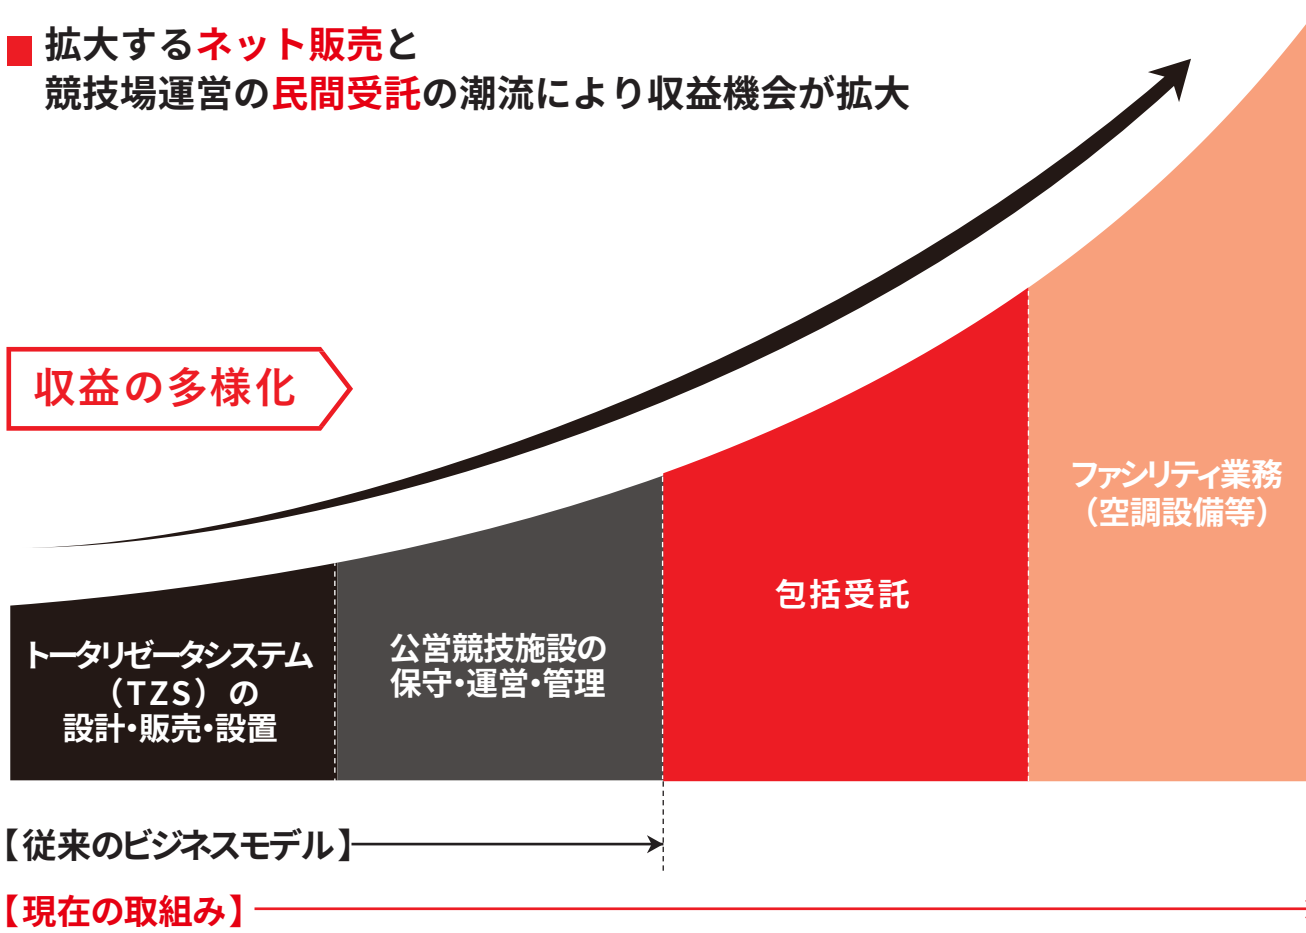 拡大するネット販売と
競技場運営の民間受託の潮流により収益機会が拡大
収益の多様化
ファシリティ業務
（空調設備等）
包括受託
公営競技施設の
保守・運営・管理
トータリゼータシステム
（TZS）の
設計・販売・設置
【従来のビジネスモデル】
【現在の取組み】